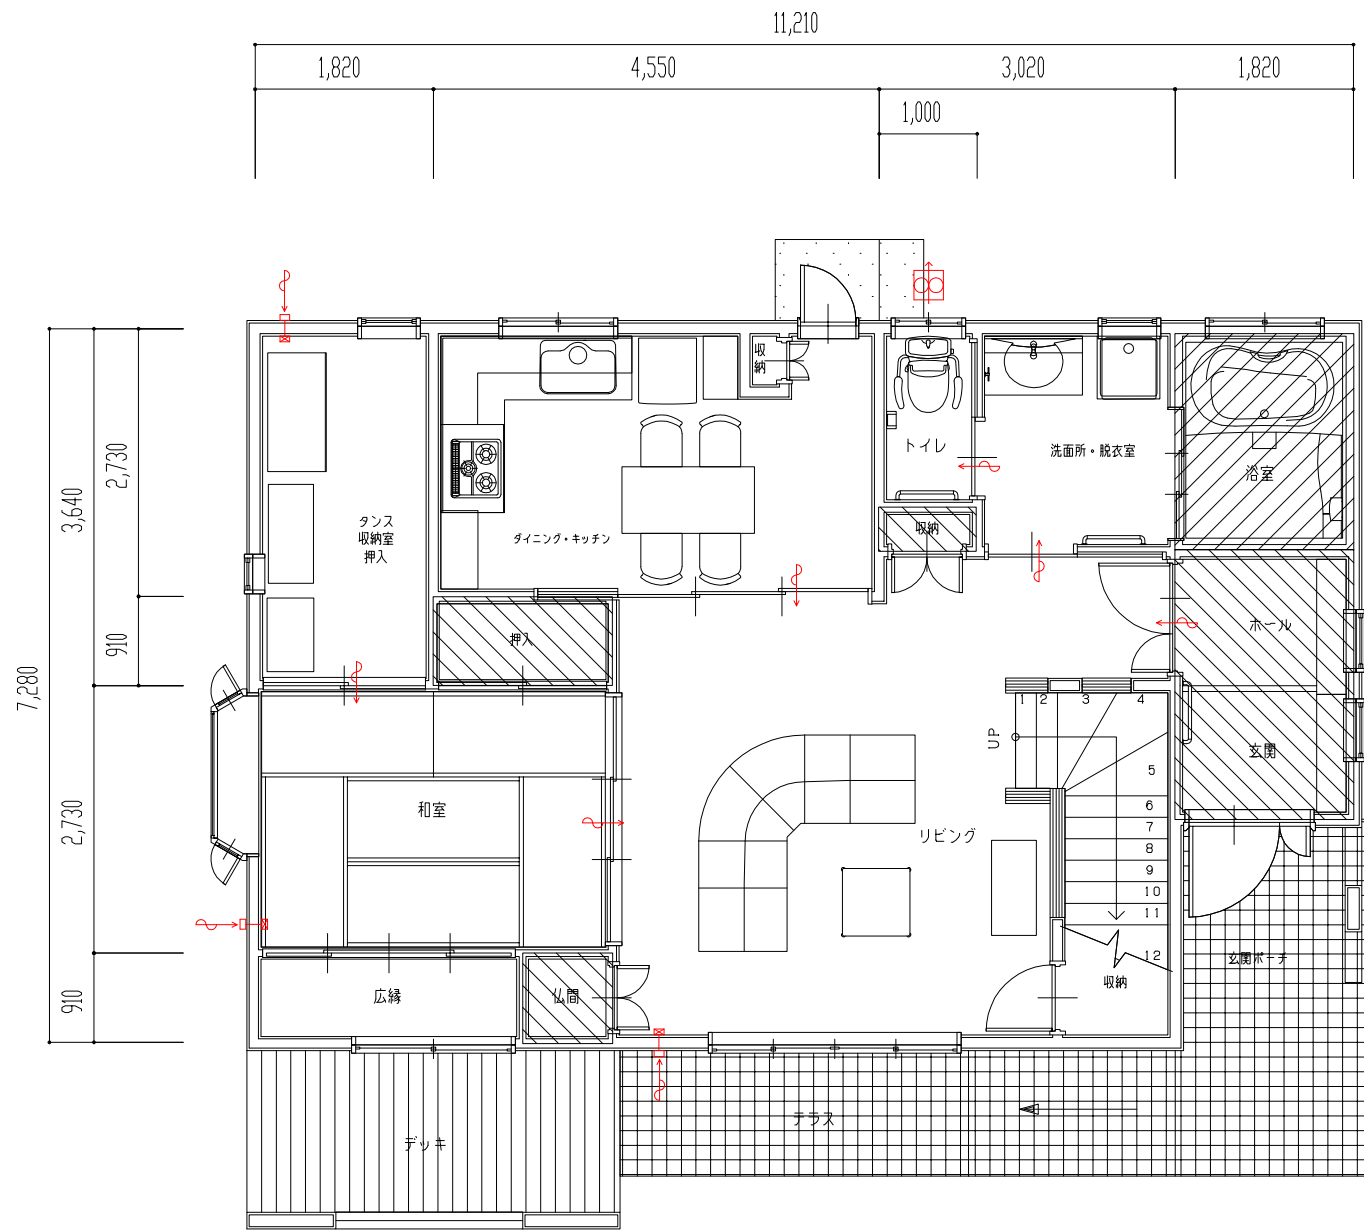 11,210
1,820
4,550
3,020
1,820
1,000
7,280
3,640
2,730
910
2,730
910
収
納
トイレ
洗面所・脱衣室
浴室
タンス
収納室
押入
ダイニング・キッチン
収納
押入
ホール
玄関
UP
1
2
3
4
5
6
7
8
9
10
11
12
和室
リビング
収納
玄関ポーチ
広縁
仏間
テラス
デッキ